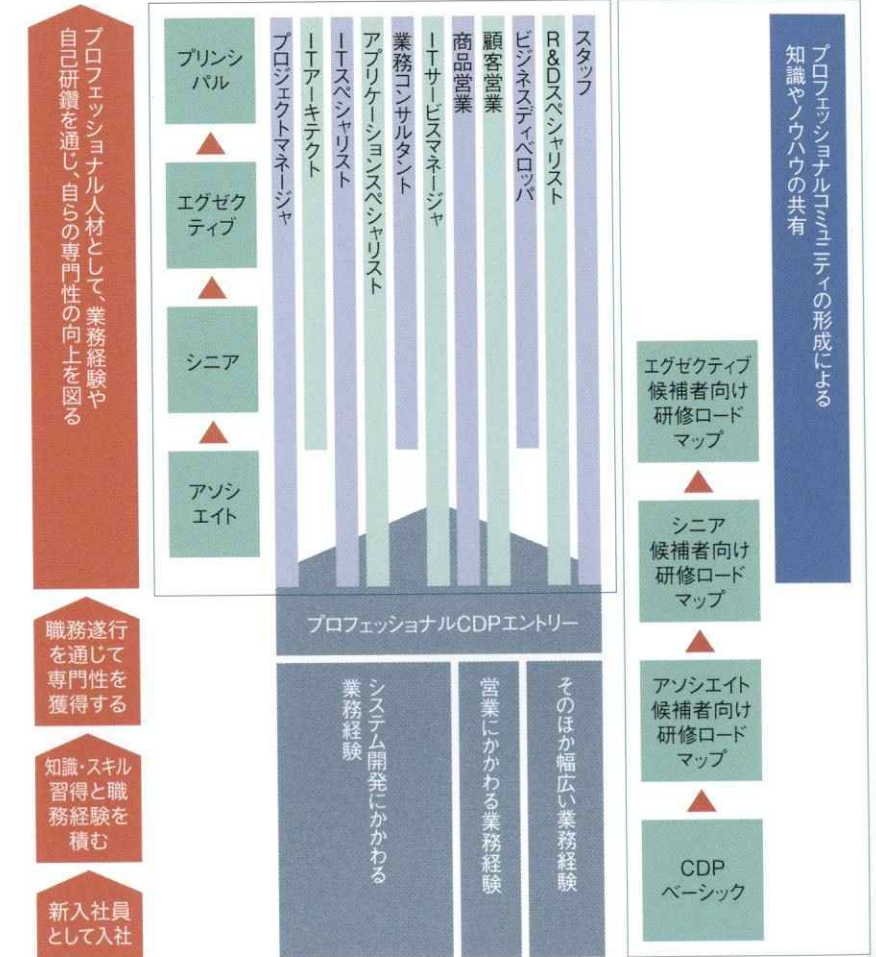 プロフェッショナル人材として、業務経験や
自己研鑽を通じ、自らの専門性の向上を図る
職務遂行
を通じて
専門性を
獲得する
知識・スキル
習得と職
務経験を
積む
新入社員
として入社
プリンシ
パル
エグゼク
ティブ
シニア
アソシ
エイト
プロジェクトマネージャ
ITアーキテクト
ITスペシャリスト
アプリケーションスペシャリスト
業務コンサルタント
ITサービスマネージャ
商品営業
顧客営業
ビジネスディベロッパ
R&Dスペシャリスト
スタッフ
プロフェッショナルCDPエントリー
システム開発にかかわる
業務経験
営業にかかわる業務経験
そのほか幅広い業務経験
エグゼクティブ
候補者向け
研修ロード
マップ
シニア
候補者向け
研修ロード
マップ
アソシエイト
候補者向け
研修ロード
マップ
CDP
ベーシック
プロフェッショナルコミュニティの形成による
知識やノウハウの共有